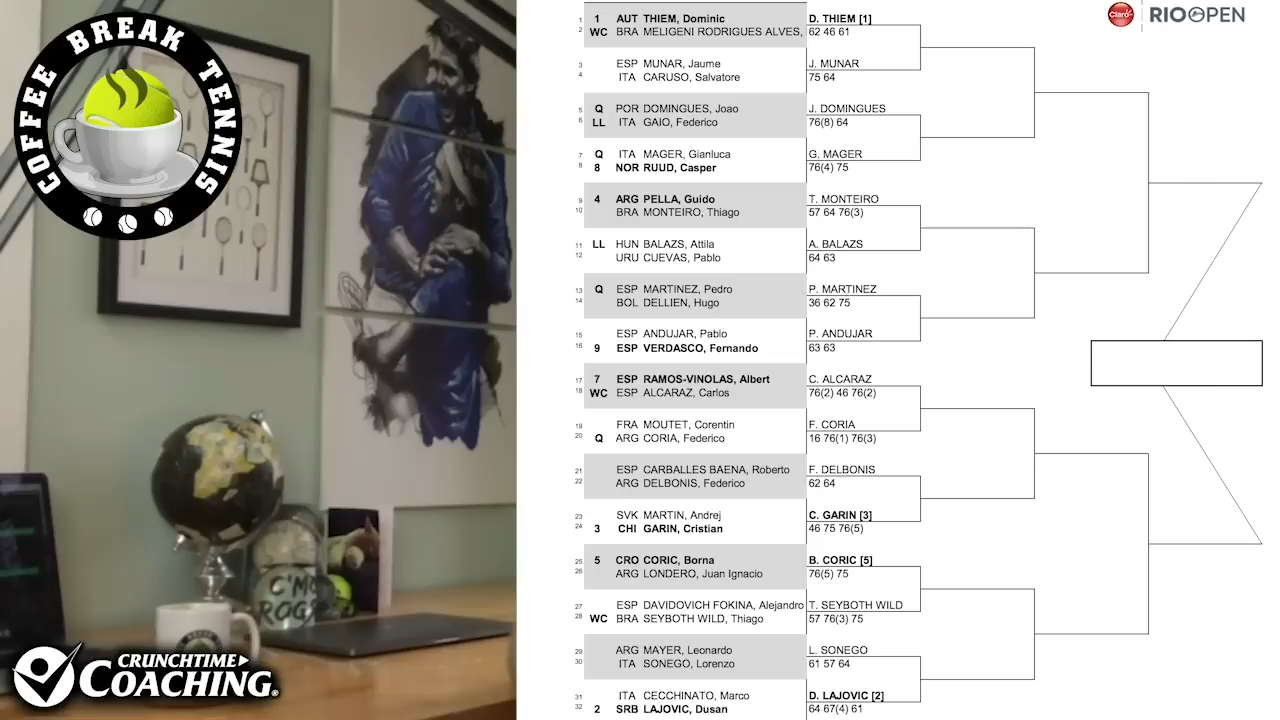 COFFEE BREAK TENNIS
C'MO
ROG
CRUNCHTIME
COACHING
Claro
RIO OPEN
1 1 AUT THIEM, Dominic D. THIEM [1]
2 WC BRA MELIGENI RODRIGUES ALVES, 62 46 61
3 ESP MUNAR, Jaume J. MUNAR
4 ITA CARUSO, Salvatore 75 64
5 Q POR DOMINGUES, Joao J. DOMINGUES
6 LL ITA GAIO, Federico 76(8) 64
7 Q ITA MAGER, Gianluca G. MAGER
8 8 NOR RUUD, Casper 76(4) 75
9 4 ARG PELLA, Guido T. MONTEIRO
10 BRA MONTEIRO, Thiago 57 64 76(3)
11 LL HUN BALAZS, Attila A. BALAZS
12 URU CUEVAS, Pablo 64 63
13 Q ESP MARTINEZ, Pedro P. MARTINEZ
14 BOL DELLIEN, Hugo 36 62 75
15 ESP ANDUJAR, Pablo P. ANDUJAR
16 9 ESP VERDASCO, Fernando 63 63
17 7 ESP RAMOS-VINOLAS, Albert C. ALCARAZ
18 WC ESP ALCARAZ, Carlos 76(2) 46 76(2)
19 FRA MOUTET, Corentin F. CORIA
20 Q ARG CORIA, Federico 16 76(1) 76(3)
21 ESP CARBALLES BAENA, Roberto F. DELBONIS
22 ARG DELBONIS, Federico 62 64
23 SVK MARTIN, Andrej C. GARIN [3]
24 3 CHI GARIN, Cristian 46 75 76(5)
25 5 CRO CORIC, Borna B. CORIC [5]
26 ARG LONDERO, Juan Ignacio 76(5) 75
27 ESP DAVIDOVICH FOKINA, Alejandro T. SEYBOTH WILD
28 WC BRA SEYBOTH WILD, Thiago 57 76(3) 75
29 ARG MAYER, Leonardo L. SONEGO
30 ITA SONEGO, Lorenzo 61 57 64
31 ITA CECCHINATO, Marco D. LAJOVIC [2]
32 2 SRB LAJOVIC, Dusan 64 67(4) 61